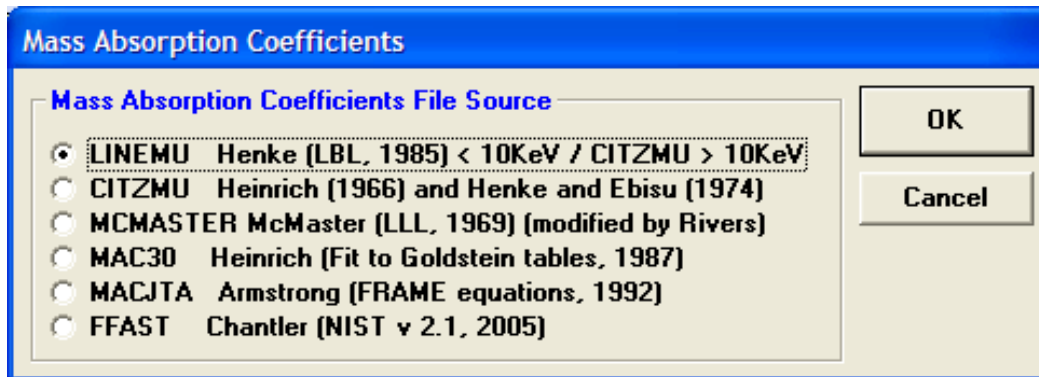 Mass Absorption Coefficients
Mass Absorption Coefficients File Source
LINEMU Henke (LBL, 1985) < 10KeV / CITZMU > 10KeV
CITZMU Heinrich (1966) and Henke and Ebisu (1974)
MCMASTER McMaster (LLL, 1969) (modified by Rivers)
MAC30 Heinrich (Fit to Goldstein tables, 1987)
MACJTA Armstrong (FRAME equations, 1992)
FFAST Chantler (NIST v 2.1, 2005)
OK
Cancel